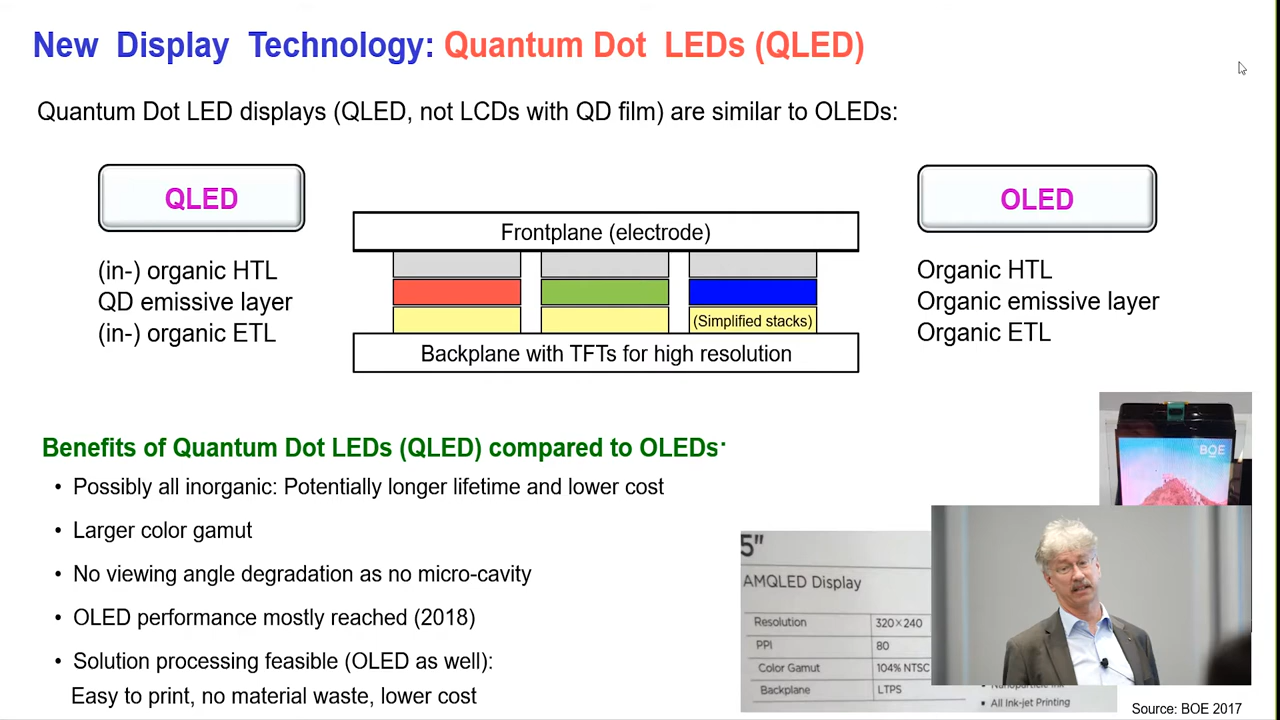 New Display Technology: Quantum Dot LEDs (QLED)
Quantum Dot LED displays (QLED, not LCDs with QD film) are similar to OLEDs:
QLED
(in-) organic HTL
QD emissive layer
(in-) organic ETL
Frontplane (electrode)
(Simplified stacks)
Backplane with TFTs for high resolution
OLED
Organic HTL
Organic emissive layer
Organic ETL
Benefits of Quantum Dot LEDs (QLED) compared to OLEDs
• Possibly all inorganic: Potentially longer lifetime and lower cost
• Larger color gamut
• No viewing angle degradation as no micro-cavity
• OLED performance mostly reached (2018)
• Solution processing feasible (OLED as well):
Easy to print, no material waste, lower cost
BOE
5"
AMQLED Display
Resolution 320×240
PPI 80
Color Gamut 104% NTSC
Backplane LTPS
• All Ink-jet Printing
Source: BOE 2017